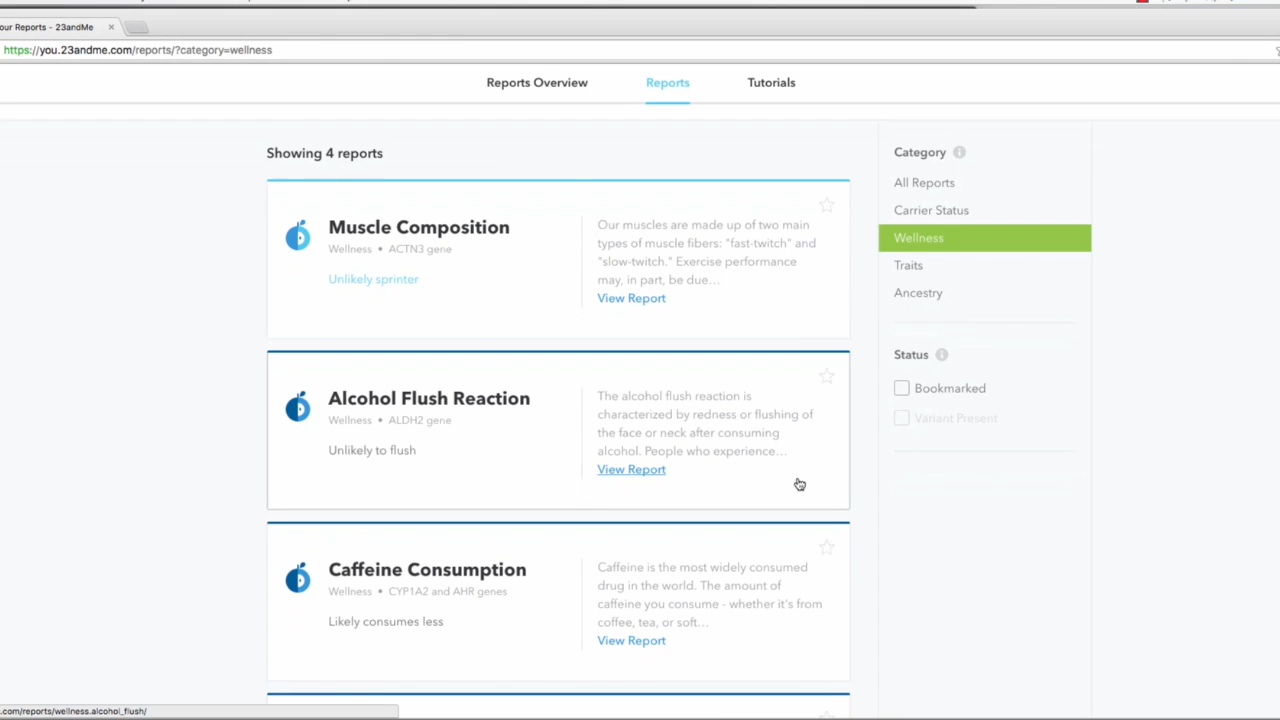 our Reports - 23andMe
https://you.23andme.com/reports/?category=wellness
Reports Overview
Reports
Tutorials
Showing 4 reports
Muscle Composition
Wellness • ACTN3 gene
Unlikely sprinter
Our muscles are made up of two main
types of muscle fibers: "fast-twitch" and
"slow-twitch." Exercise performance
may, in part, be due…
View Report
Alcohol Flush Reaction
Wellness • ALDH2 gene
Unlikely to flush
The alcohol flush reaction is
characterized by redness or flushing of
the face or neck after consuming
alcohol. People who experience…
View Report
Caffeine Consumption
Wellness • CYP1A2 and AHR genes
Likely consumes less
Caffeine is the most widely consumed
drug in the world. The amount of
caffeine you consume - whether it's from
coffee, tea, or soft…
View Report
Category
All Reports
Carrier Status
Wellness
Traits
Ancestry
Status
Bookmarked
Variant Present
.com/reports/wellness.alcohol_flush/